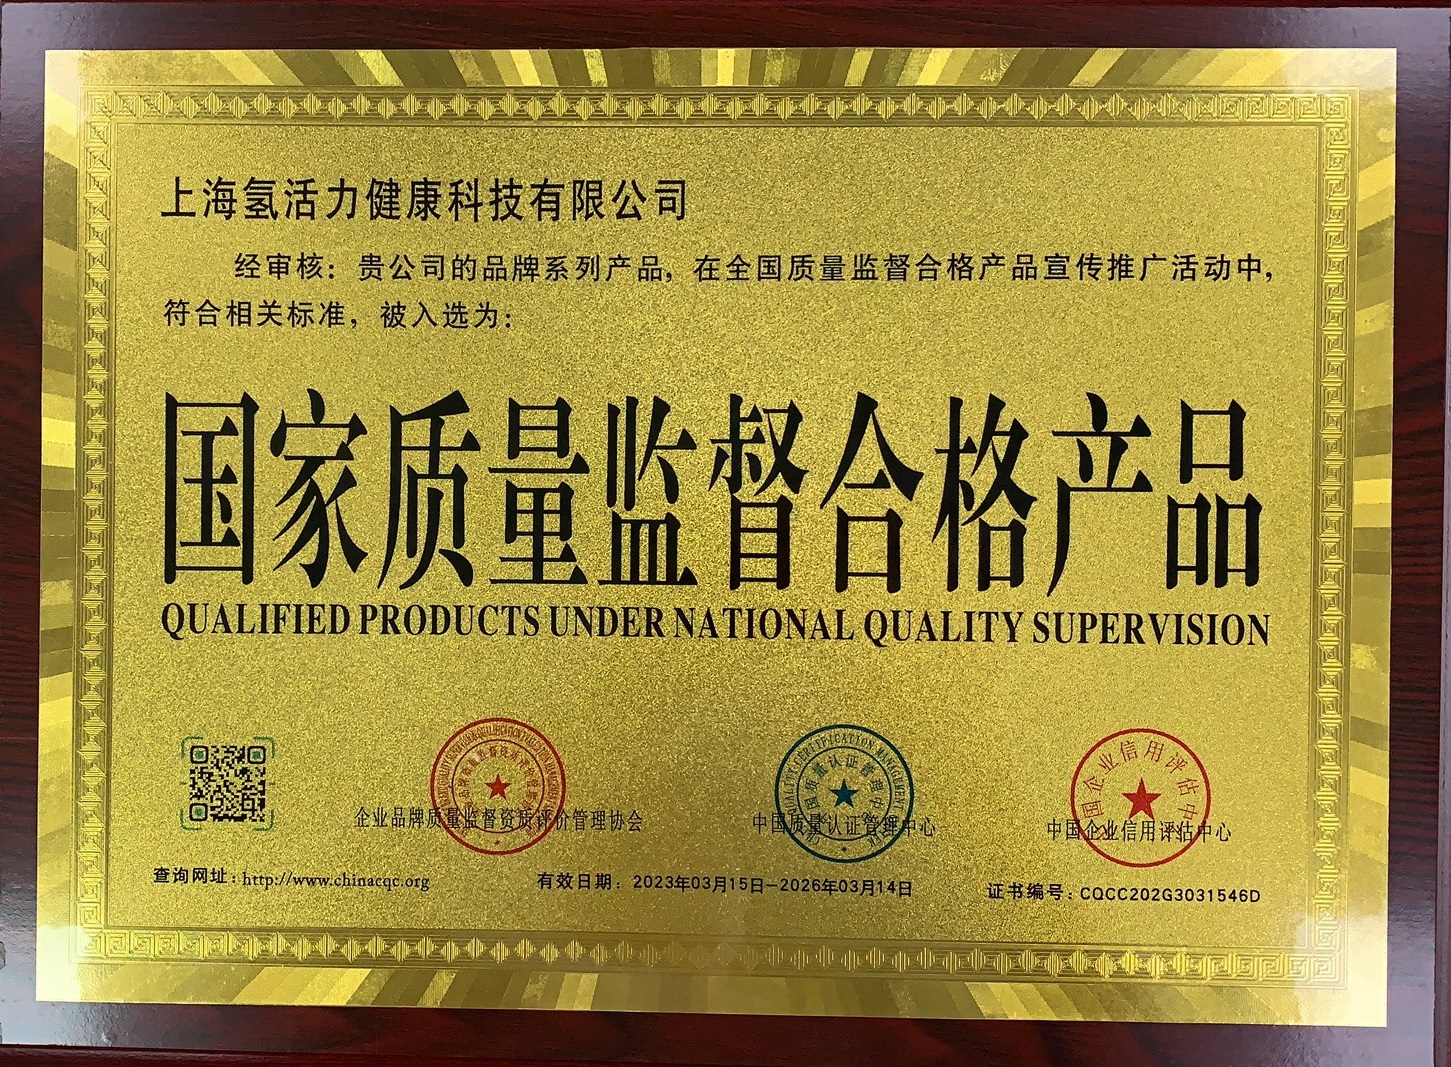 上海氢活力健康科技有限公司
经审核：贵公司的品牌系列产品，在全国质量监督合格产品宣传推广活动中，
符合相关标准，被入选为：
国家质量监督合格产品
QUALIFIED PRODUCTS UNDER NATIONAL QUALITY SUPERVISION
企业品牌质量监督资质评价管理协会
中国质量认证管理中心
中国企业信用评估中心
查询网址：http://www.chinacqc.org
有效日期：2023年03月15日—2026年03月14日
证书编号：CQCC202G3031546D